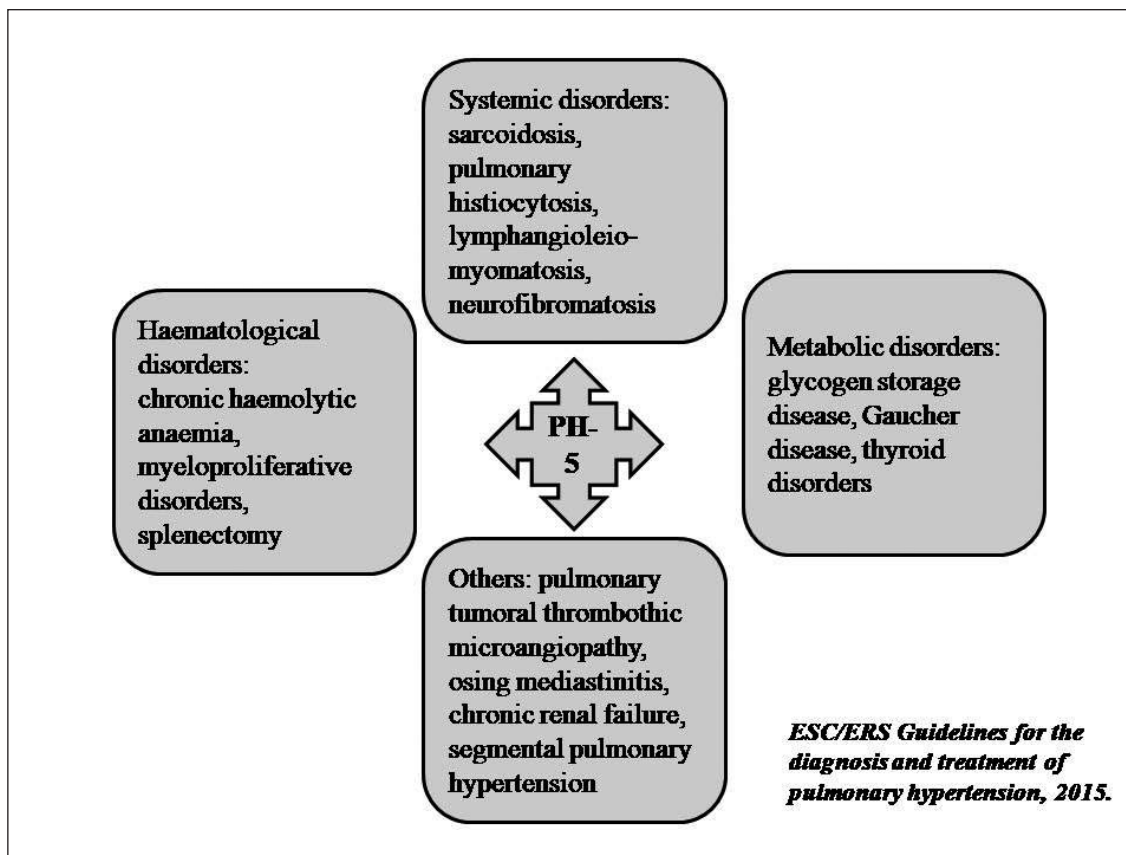 Systemic disorders:
sarcoidosis,
pulmonary
histiocytosis,
lymphangioleio-
myomatosis,
neurofibromatosis
Haematological
disorders:
chronic haemolytic
anaemia,
myeloproliferative
disorders,
splenectomy
PH-
5
Metabolic disorders:
glycogen storage
disease, Gaucher
disease, thyroid
disorders
Others: pulmonary
tumoral thrombothic
microangiopathy,
osing mediastinitis,
chronic renal failure,
segmental pulmonary
hypertension
ESC/ERS Guidelines for the
diagnosis and treatment of
pulmonary hypertension, 2015.